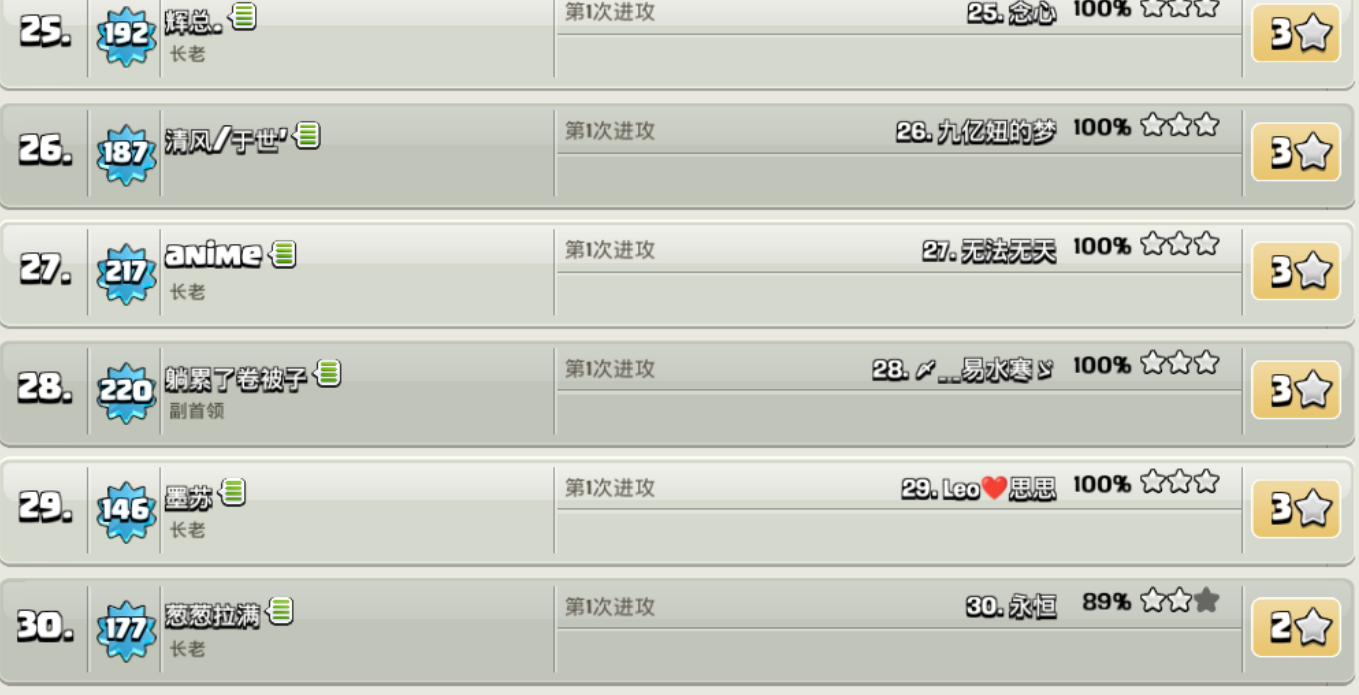 25. 192 辉总. 第1次进攻 25. 念心 100% 3
长老
26. 187 清风/于世' 第1次进攻 26. 九亿妞的梦 100% 3
27. 217 anime 第1次进攻 27. 无法无天 100% 3
长老
28. 220 躺累了卷被子 第1次进攻 28. 〆__易水寒ゞ 100% 3
副首领
29. 146 墨苏 第1次进攻 29. Leo❤️思思 100% 3
长老
30. 177 葱葱拉满 第1次进攻 30. 永恒 89% 2
长老